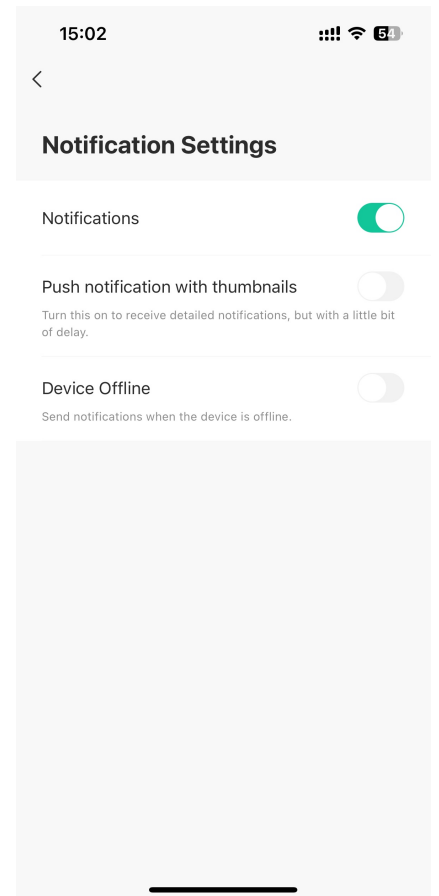 15:02
54
Notification Settings
Notifications
Push notification with thumbnails
Turn this on to receive detailed notifications, but with a little bit
of delay.
Device Offline
Send notifications when the device is offline.